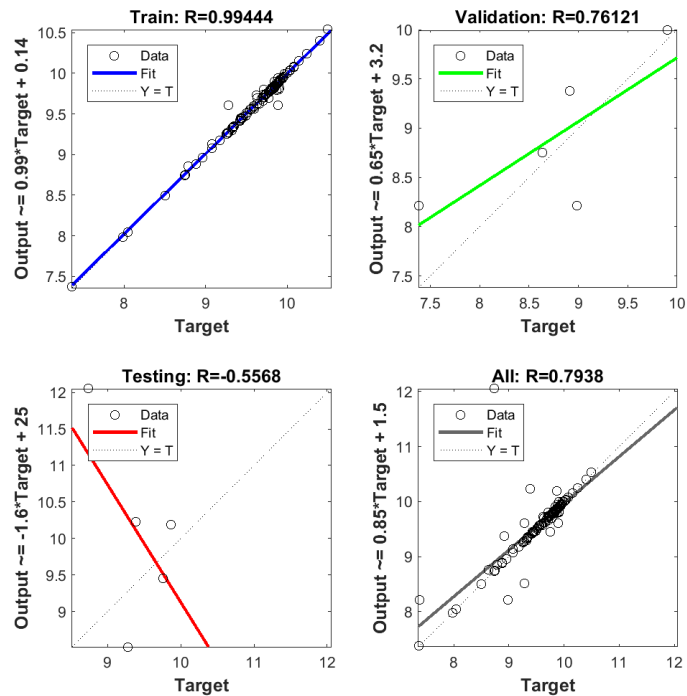 Train: R=0.99444
Output ~= 0.99*Target + 0.14
10.5
10
9.5
9
8.5
8
7.5
Data
Fit
Y = T
8
9
10
Target
Validation: R=0.76121
Output ~= 0.65*Target + 3.2
10
9.5
9
8.5
8
7.5
Data
Fit
Y = T
7.5
8
8.5
9
9.5
10
Target
Testing: R=-0.5568
Output ~= -1.6*Target + 25
12
11.5
11
10.5
10
9.5
9
Data
Fit
Y = T
9
10
11
12
Target
All: R=0.7938
Output ~= 0.85*Target + 1.5
12
11
10
9
8
Data
Fit
Y = T
8
9
10
11
12
Target